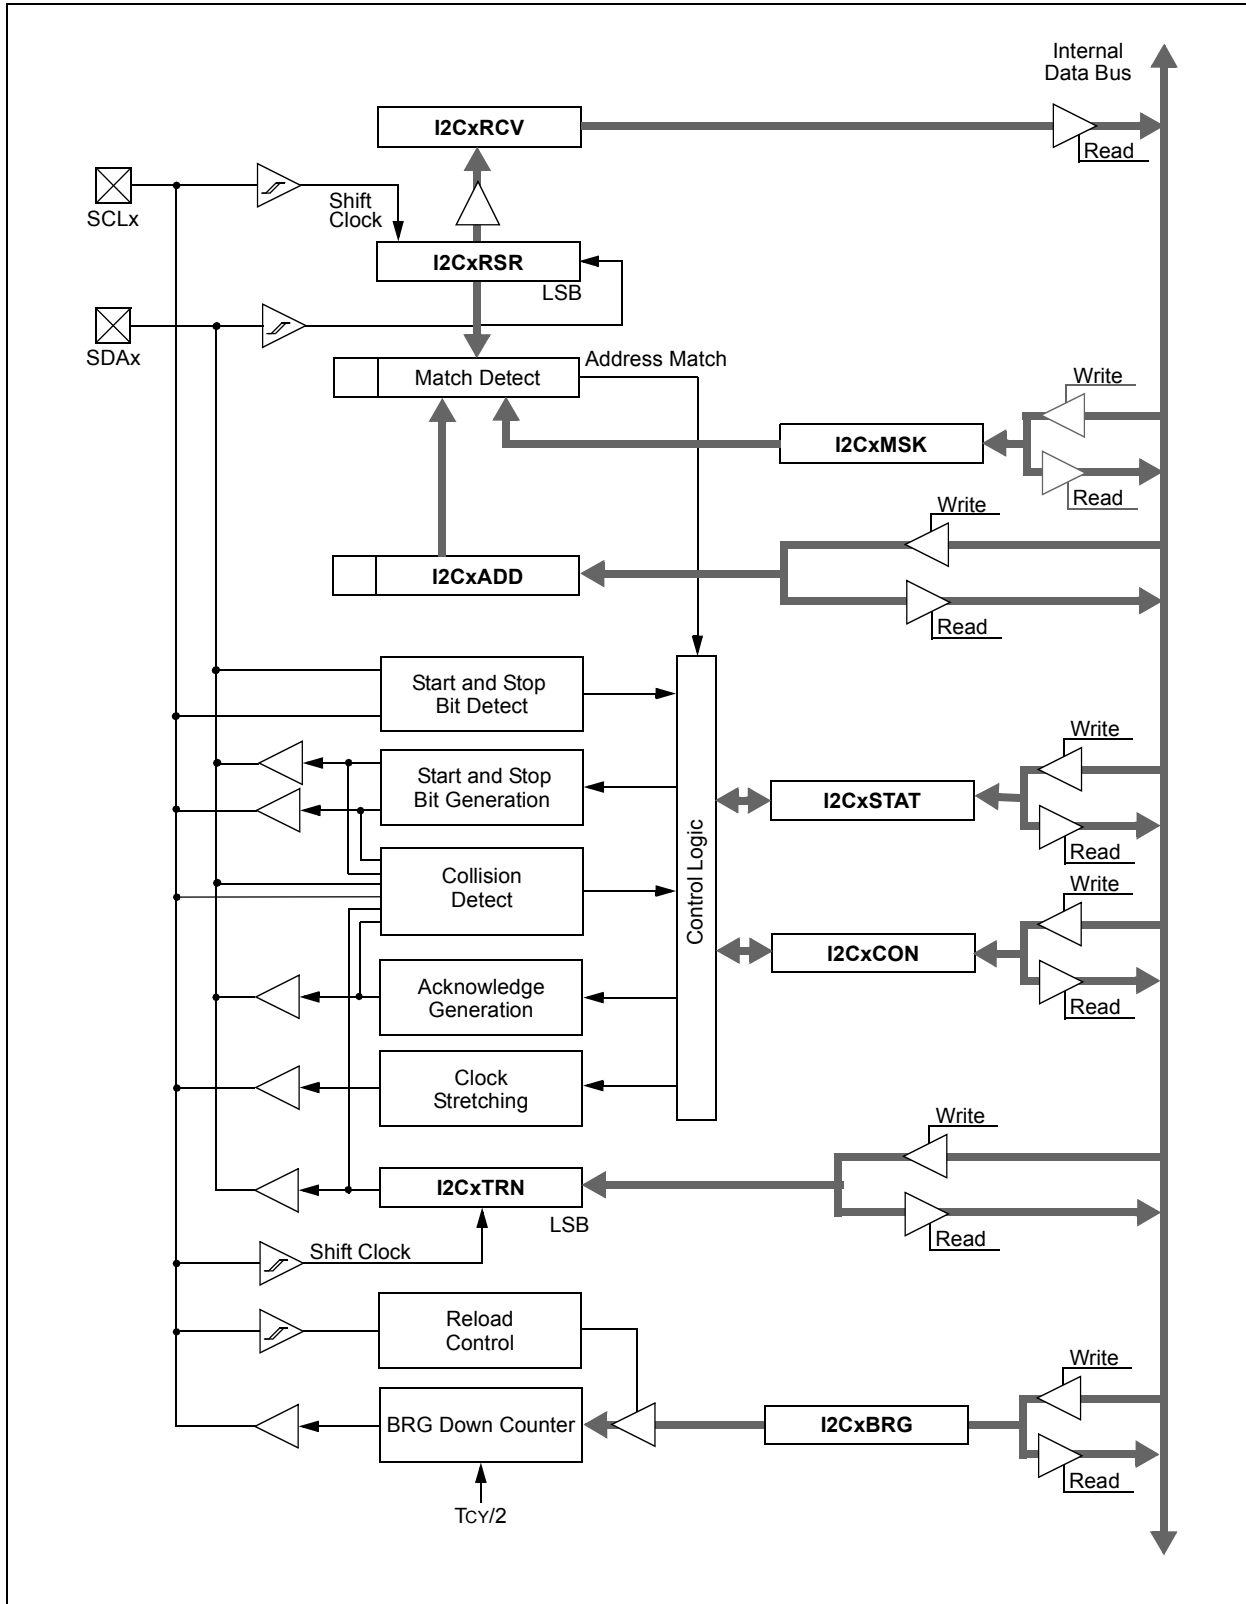 Internal
Data Bus
I2CxRCV
Read
SCLx
Shift
Clock
I2CxRSR
LSB
SDAx
Address Match
Match Detect
Write
I2CxMSK
Read
Write
I2CxADD
Read
Start and Stop
Bit Detect
Write
Start and Stop
Bit Generation
I2CxSTAT
Read
Control Logic
Collision
Detect
Write
I2CxCON
Read
Acknowledge
Generation
Clock
Stretching
Write
I2CxTRN
LSB
Read
Shift Clock
Reload
Control
Write
BRG Down Counter
I2CxBRG
Read
TCY/2